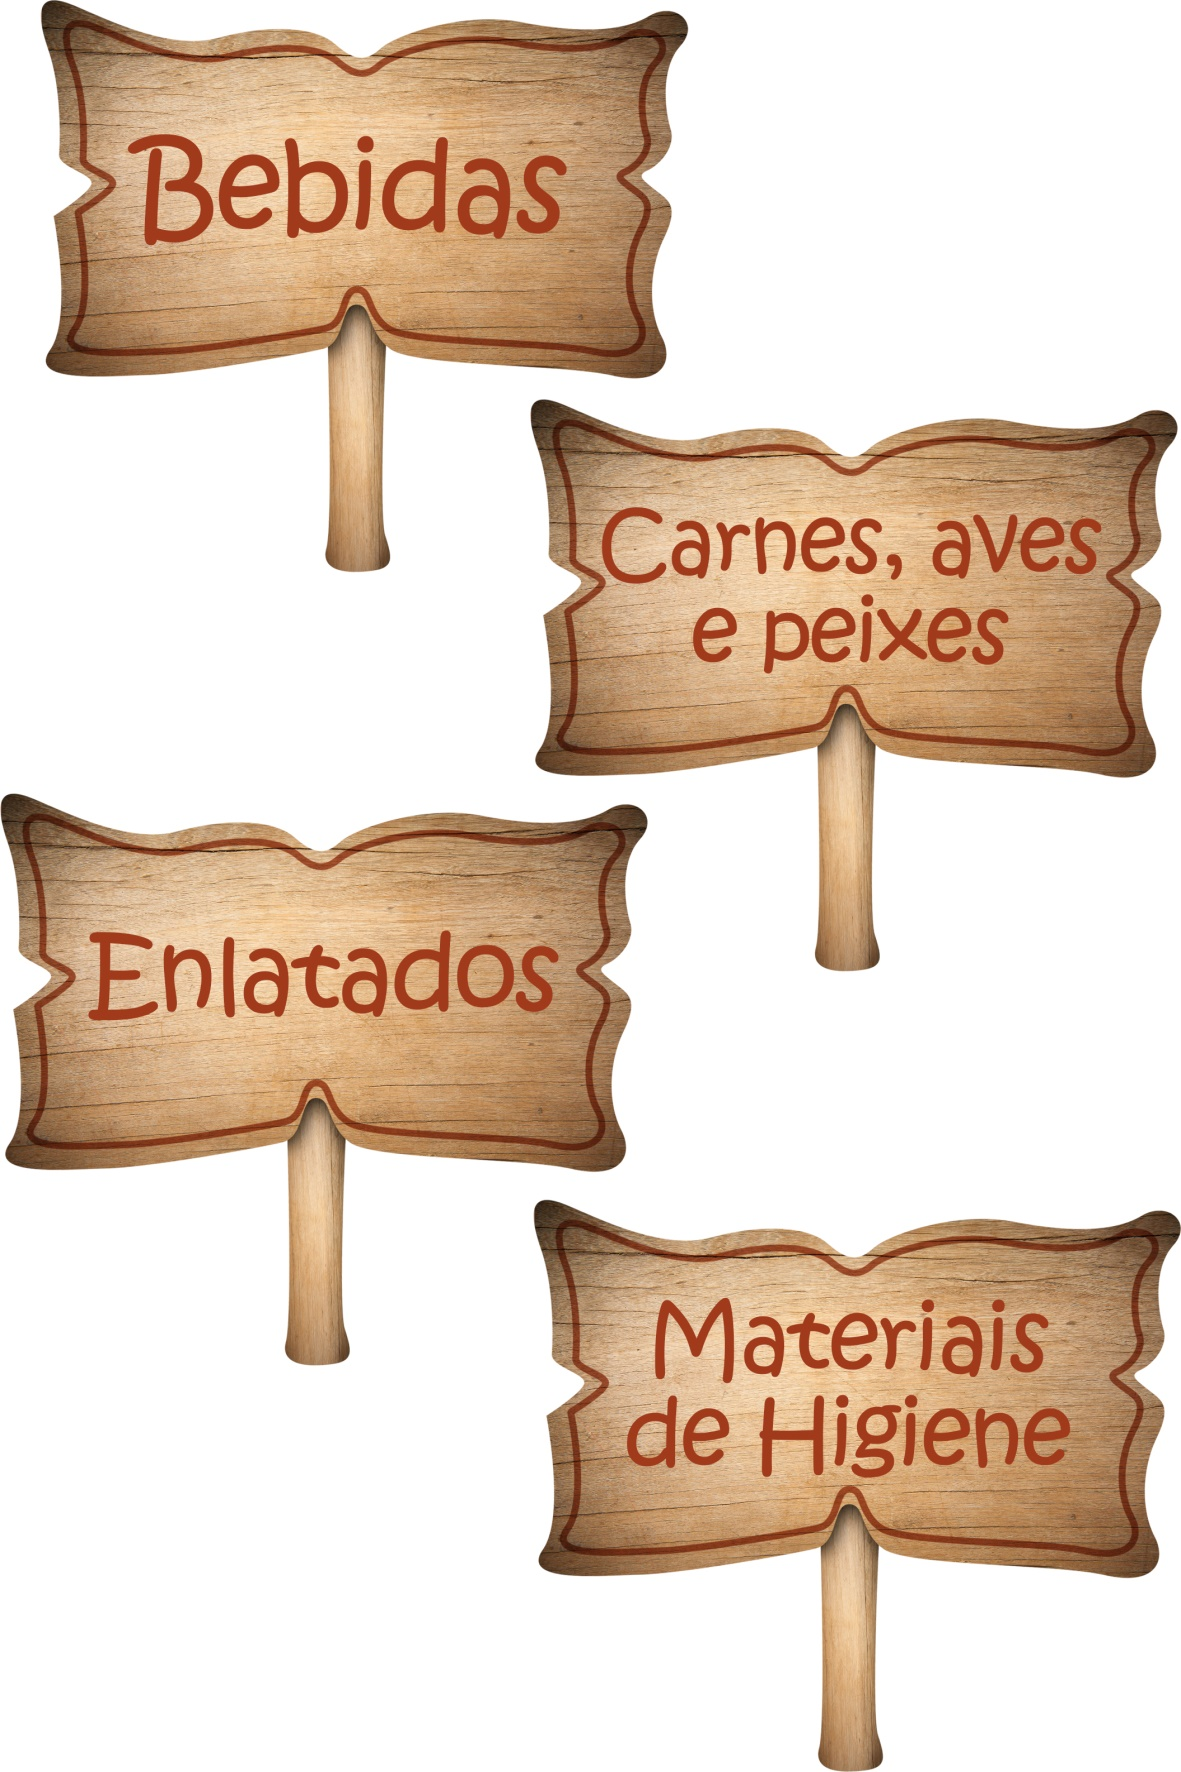 Bebidas
Carnes, aves
e peixes
Enlatados
Materiais
de Higiene